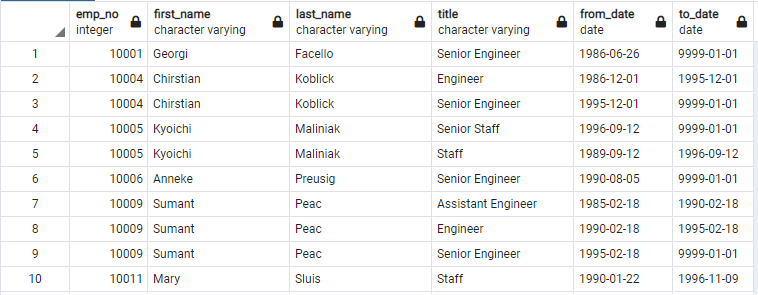 emp_no first_name last_name title from_date to_date
integer character varying character varying character varying date date
1 10001 Georgi Facello Senior Engineer 1986-06-26 9999-01-01
2 10004 Chirstian Koblick Engineer 1986-12-01 1995-12-01
3 10004 Chirstian Koblick Senior Engineer 1995-12-01 9999-01-01
4 10005 Kyoichi Maliniak Senior Staff 1996-09-12 9999-01-01
5 10005 Kyoichi Maliniak Staff 1989-09-12 1996-09-12
6 10006 Anneke Preusig Senior Engineer 1990-08-05 9999-01-01
7 10009 Sumant Peac Assistant Engineer 1985-02-18 1990-02-18
8 10009 Sumant Peac Engineer 1990-02-18 1995-02-18
9 10009 Sumant Peac Senior Engineer 1995-02-18 9999-01-01
10 10011 Mary Sluis Staff 1990-01-22 1996-11-09